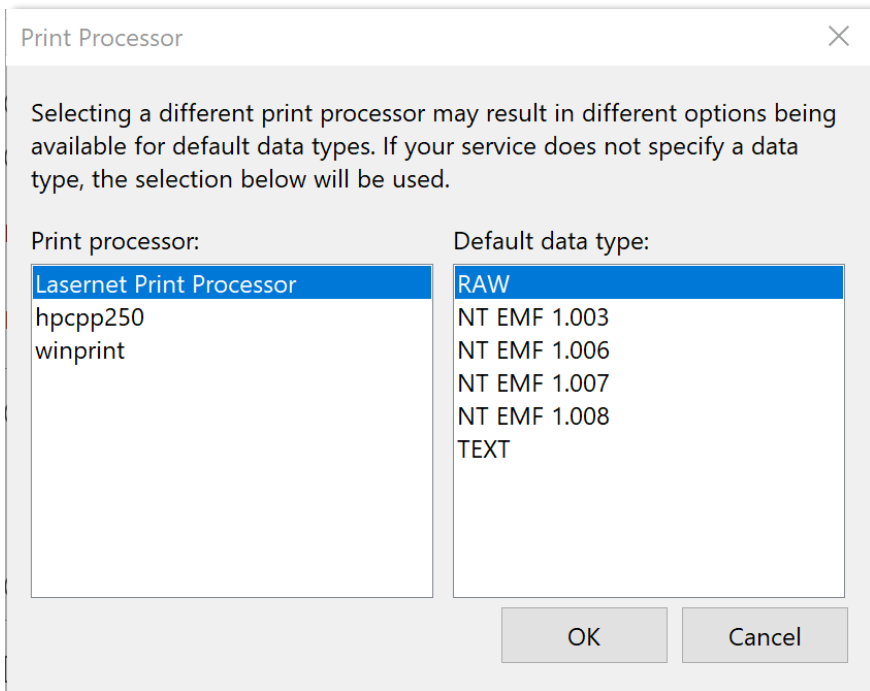 Print Processor
Selecting a different print processor may result in different options being
available for default data types. If your service does not specify a data
type, the selection below will be used.
Print processor:
Lasernet Print Processor
hpcpp250
winprint
Default data type:
RAW
NT EMF 1.003
NT EMF 1.006
NT EMF 1.007
NT EMF 1.008
TEXT
OK
Cancel